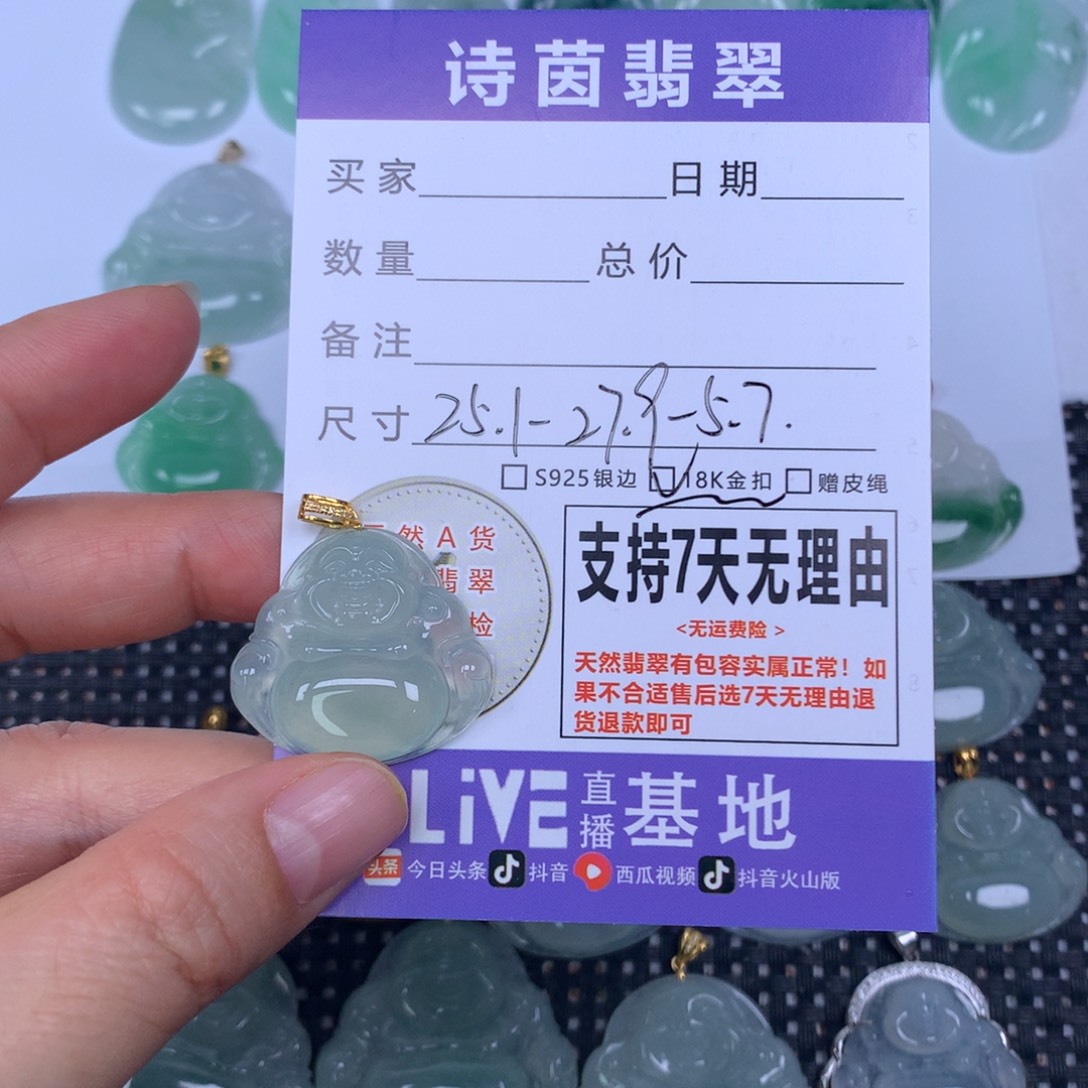 诗茵翡翠
买家 日期
数量 总价
备注
尺寸 25.1-27.9-5.7.
S925银边 18K金扣 赠皮绳
然A货
翡翠
检
支持7天无理由
<无运费险>
天然翡翠有包容实属正常！如
果不合适售后选7天无理由退
货退款即可
LiVE直播基地
头条 今日头条 抖音 西瓜视频 抖音火山版